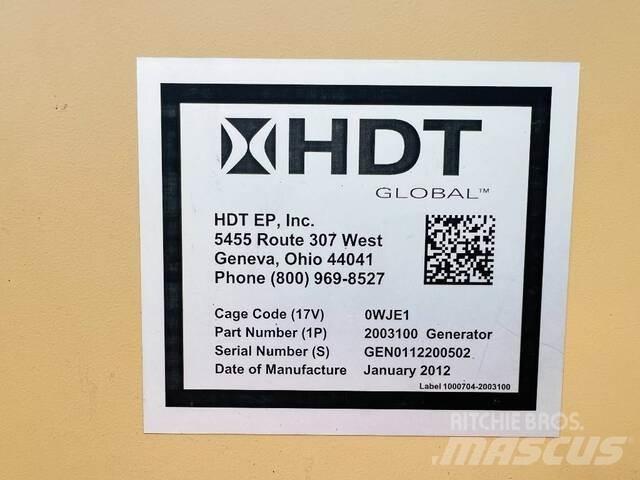 HDT
GLOBAL™
HDT EP, Inc.
5455 Route 307 West
Geneva, Ohio 44041
Phone (800) 969-8527
Cage Code (17V) 0WJE1
Part Number (1P) 2003100 Generator
Serial Number (S) GEN0112200502
Date of Manufacture January 2012
Label 1000704-2003100
RITCHIE BROS.
MASCUS